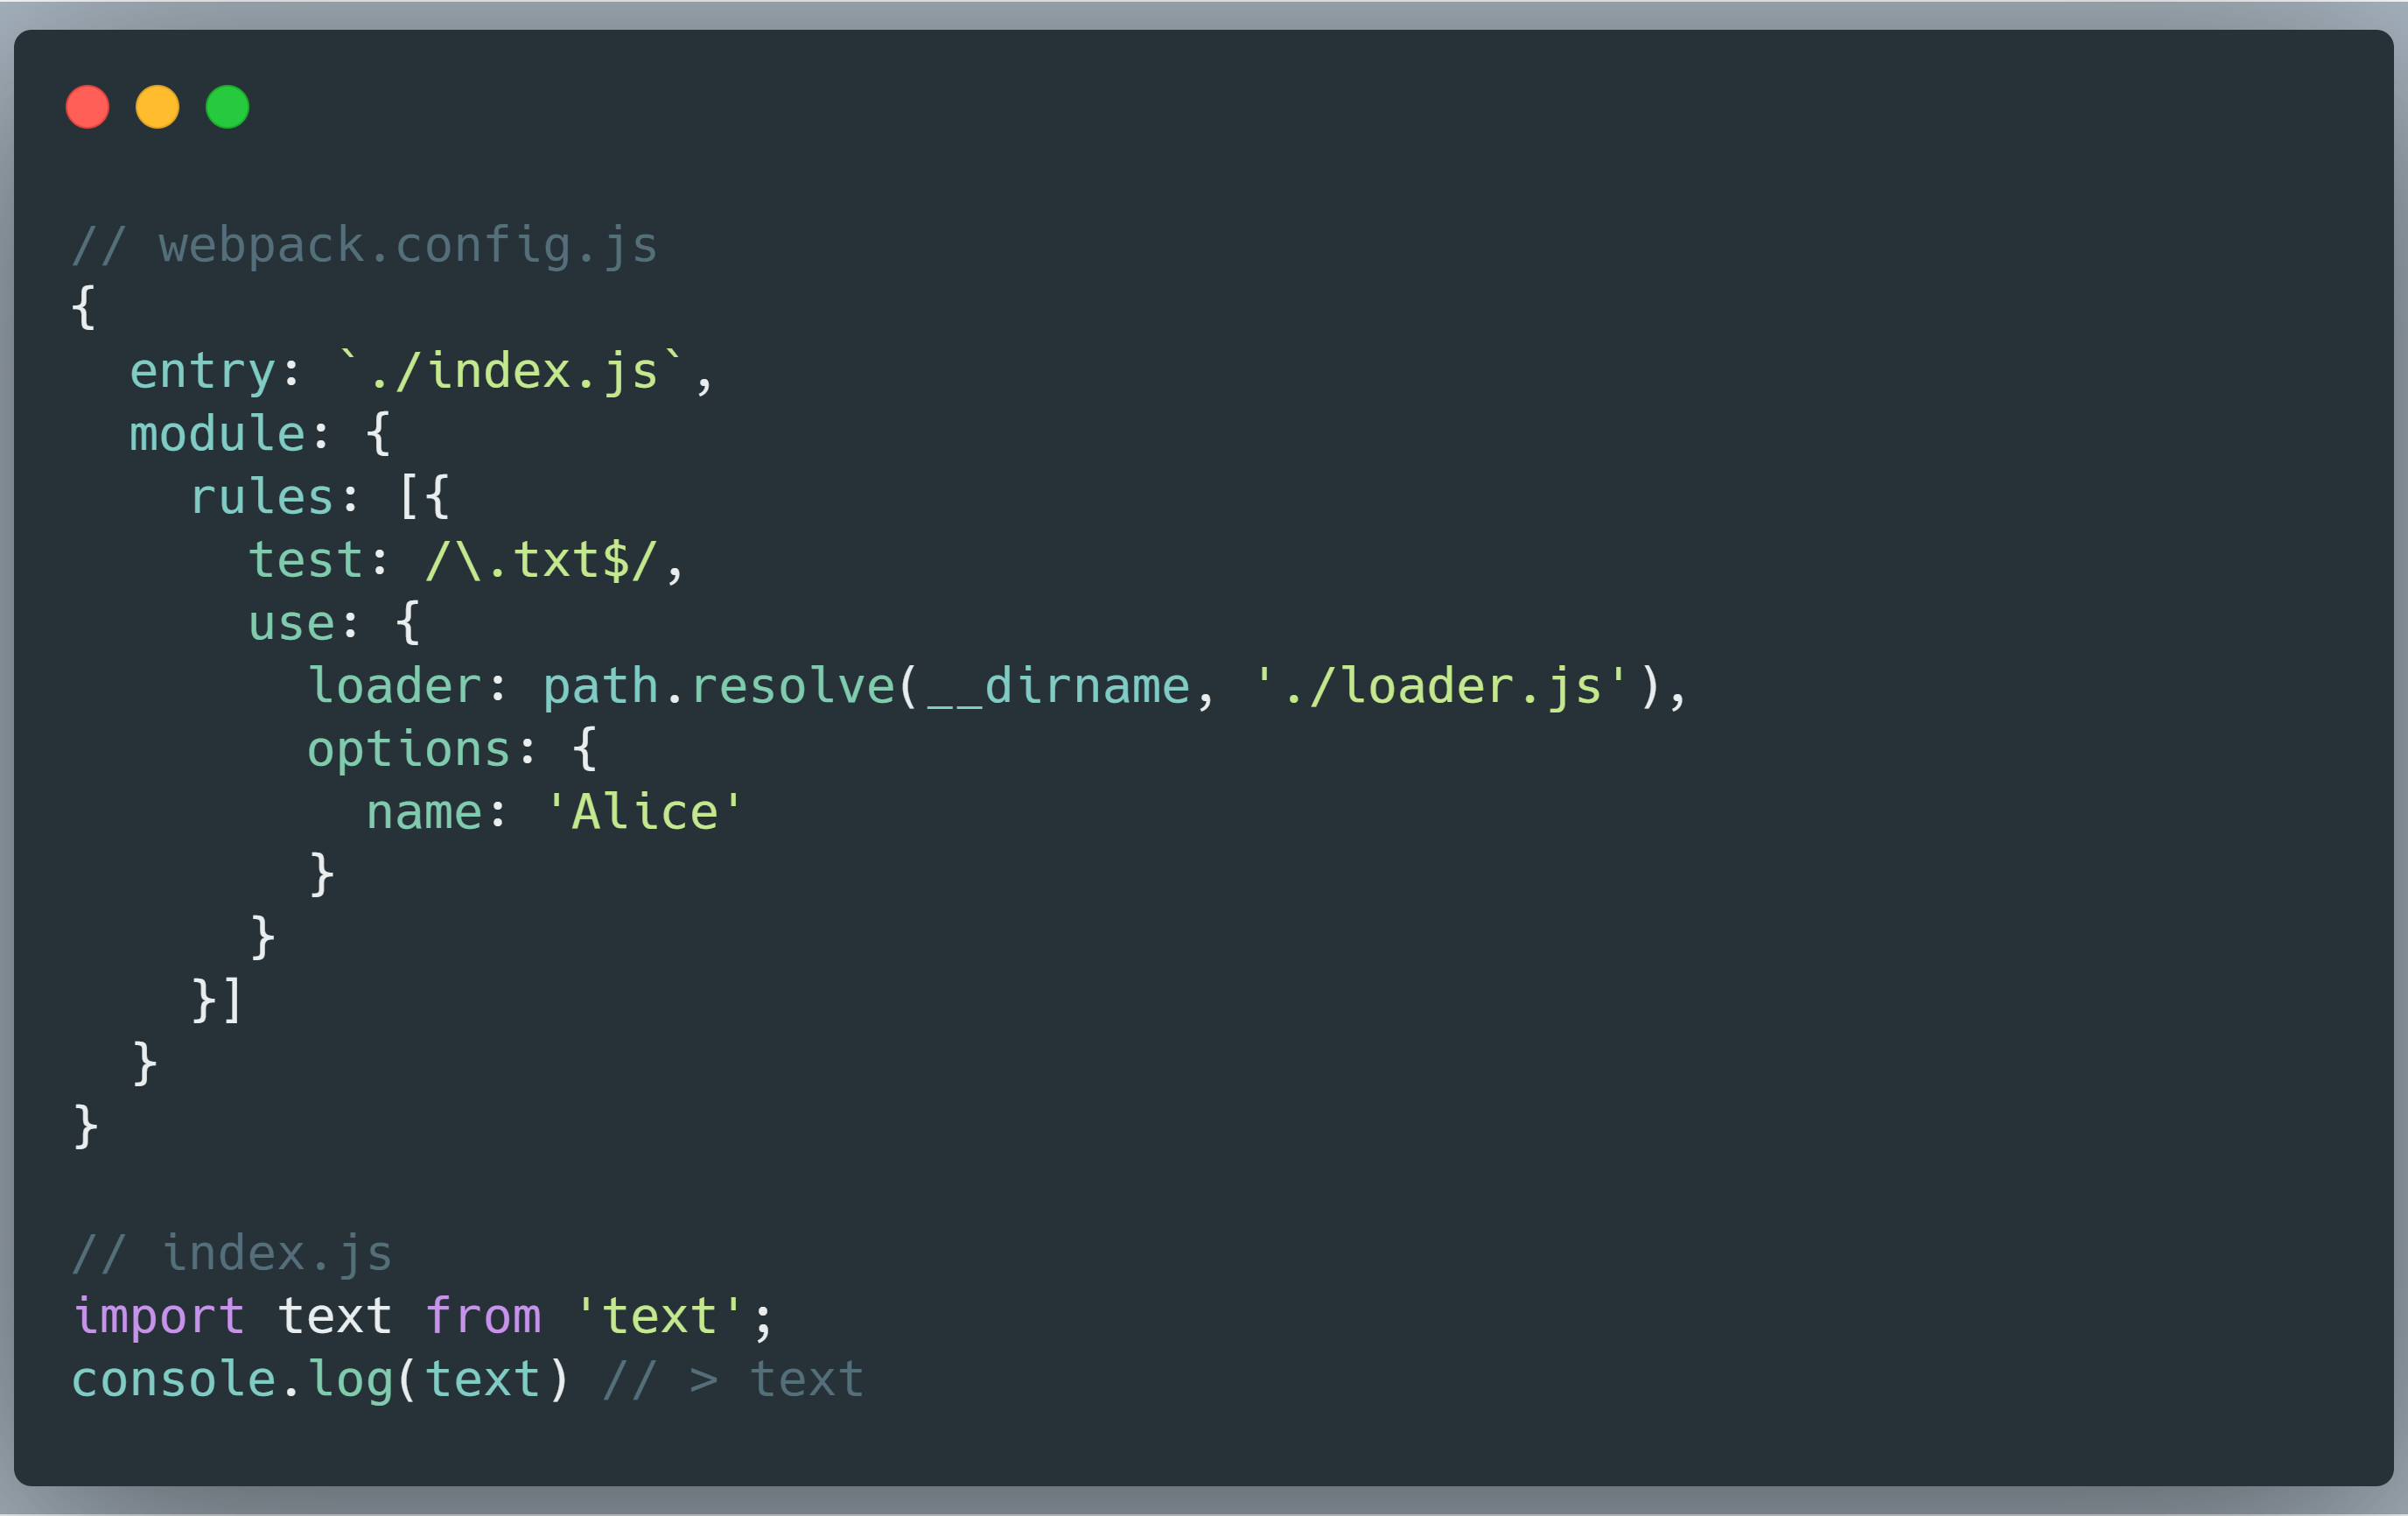 // webpack.config.js
{
  entry: `./index.js`,
  module: {
    rules: [{
      test: /\.txt$/,
      use: {
        loader: path.resolve(__dirname, './loader.js'),
        options: {
          name: 'Alice'
        }
      }
    }]
  }
}

// index.js
import text from 'text';
console.log(text) // > text